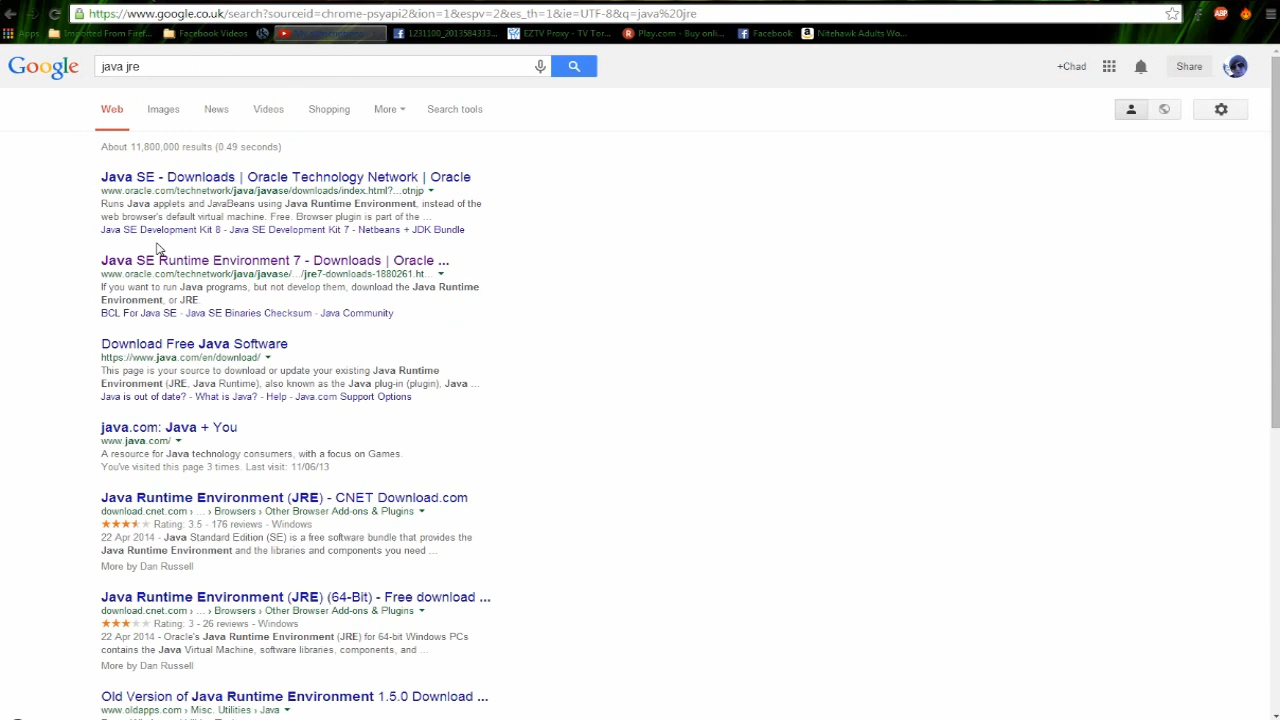 https://www.google.co.uk/search?sourceid=chrome-psyapi2&ion=1&espv=2&es_th=1&ie=UTF-8&q=java%20jre
Apps Imported From Firef... Facebook Videos 1231100_2013584333... EZTV Proxy - TV Tor... Play.com - Buy onli... Facebook Nitehawk Adults Wo...
Google java jre +Chad Share
Web Images News Videos Shopping More Search tools
About 11,800,000 results (0.49 seconds)
Java SE - Downloads | Oracle Technology Network | Oracle
www.oracle.com/technetwork/java/javase/downloads/index.html?...otnjp
Runs Java applets and JavaBeans using Java Runtime Environment, instead of the
web browser's default virtual machine. Free. Browser plugin is part of the ...
Java SE Development Kit 8 - Java SE Development Kit 7 - Netbeans + JDK Bundle
Java SE Runtime Environment 7 - Downloads | Oracle ...
www.oracle.com/technetwork/java/javase/.../jre7-downloads-1880261.ht...
If you want to run Java programs, but not develop them, download the Java Runtime
Environment, or JRE.
BCL For Java SE - Java SE Binaries Checksum - Java Community
Download Free Java Software
https://www.java.com/en/download/
This page is your source to download or update your existing Java Runtime
Environment (JRE, Java Runtime), also known as the Java plug-in (plugin), Java ...
Java is out of date? - What is Java? - Help - Java.com Support Options
java.com: Java + You
www.java.com/
A resource for Java technology consumers, with a focus on Games.
You've visited this page 3 times. Last visit: 11/06/13
Java Runtime Environment (JRE) - CNET Download.com
download.cnet.com › ... › Browsers › Other Browser Add-ons & Plugins
Rating: 3.5 - 176 reviews - Windows
22 Apr 2014 - Java Standard Edition (SE) is a free software bundle that provides the
Java Runtime Environment and the libraries and components you need ...
More by Dan Russell
Java Runtime Environment (JRE) (64-Bit) - Free download ...
download.cnet.com › ... › Browsers › Other Browser Add-ons & Plugins
Rating: 3 - 26 reviews - Windows
22 Apr 2014 - Oracle's Java Runtime Environment (JRE) for 64-bit Windows PCs
contains the Java Virtual Machine, software libraries, components, and ...
More by Dan Russell
Old Version of Java Runtime Environment 1.5.0 Download ...
www.oldapps.com › Misc. Utilities › Java